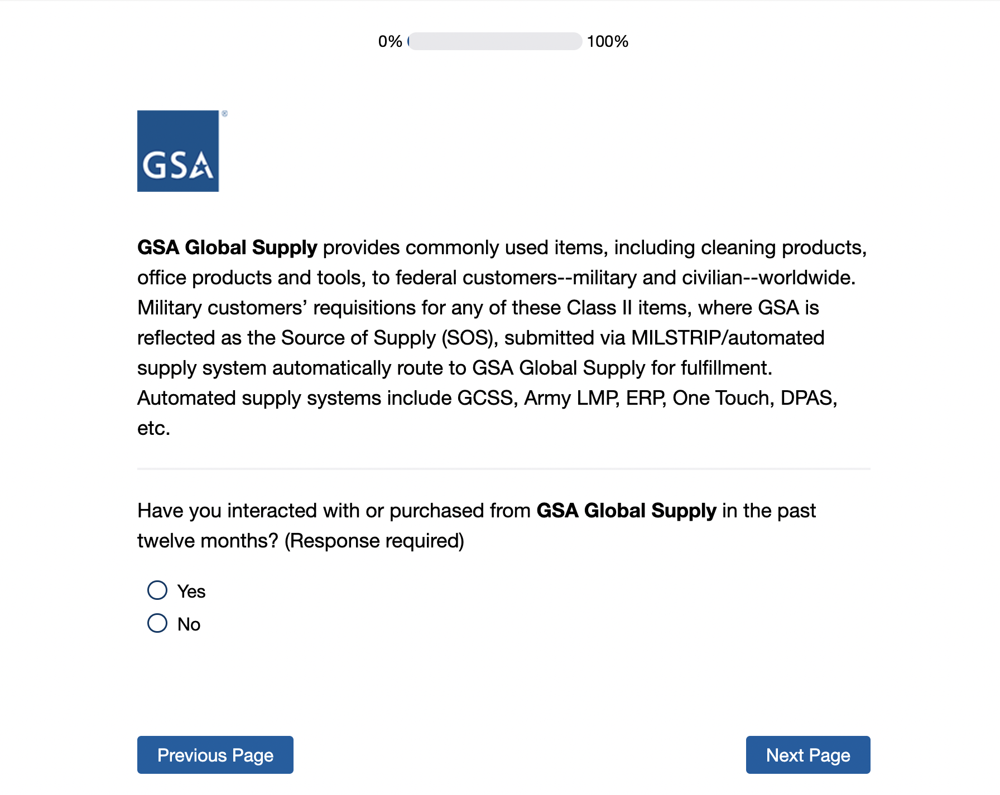 0% 100%
GSA ®
GSA Global Supply provides commonly used items, including cleaning products,
office products and tools, to federal customers--military and civilian--worldwide.
Military customers’ requisitions for any of these Class II items, where GSA is
reflected as the Source of Supply (SOS), submitted via MILSTRIP/automated
supply system automatically route to GSA Global Supply for fulfillment.
Automated supply systems include GCSS, Army LMP, ERP, One Touch, DPAS,
etc.
Have you interacted with or purchased from GSA Global Supply in the past
twelve months? (Response required)
Yes
No
Previous Page Next Page